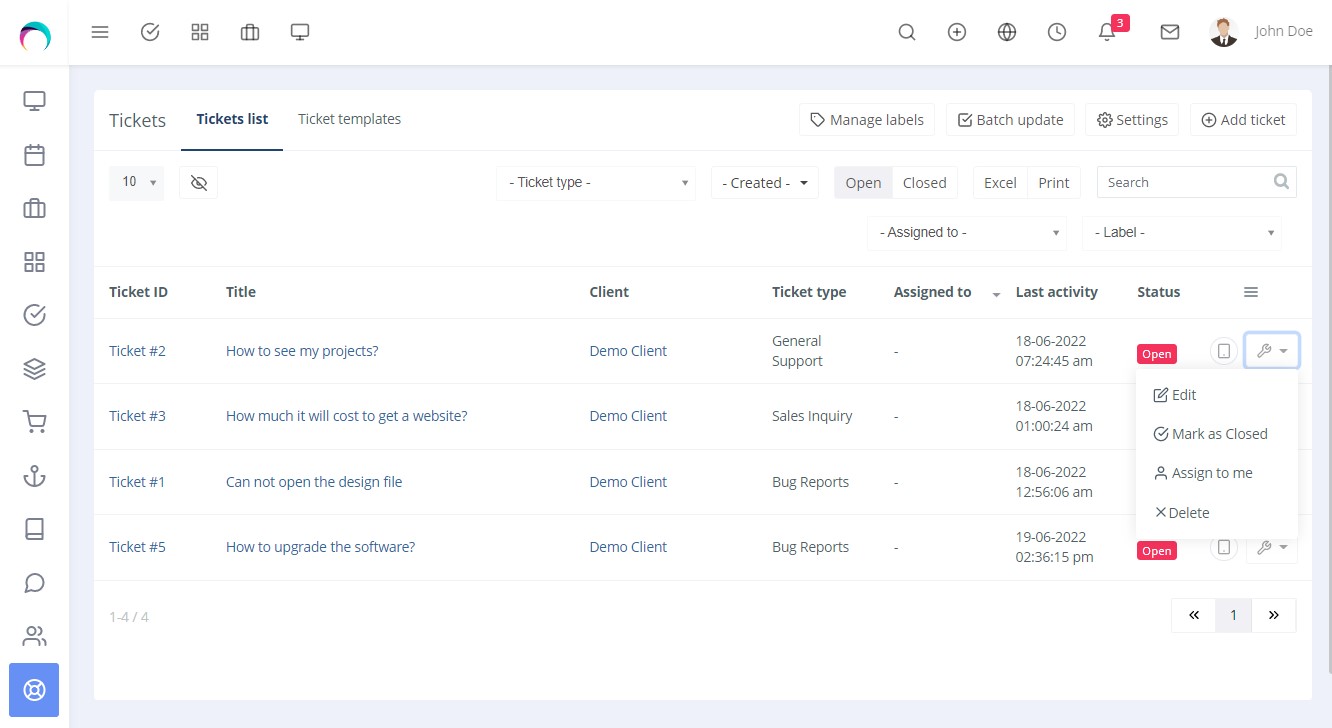 3
John Doe
Tickets
Tickets list
Ticket templates
Manage labels
Batch update
Settings
Add ticket
10
- Ticket type -
- Created -
Open
Closed
Excel
Print
Search
- Assigned to -
- Label -
Ticket ID
Title
Client
Ticket type
Assigned to
Last activity
Status
Ticket #2
How to see my projects?
Demo Client
General
Support
-
18-06-2022
07:24:45 am
Open
Edit
Mark as Closed
Assign to me
Delete
Ticket #3
How much it will cost to get a website?
Demo Client
Sales Inquiry
-
18-06-2022
01:00:24 am
Ticket #1
Can not open the design file
Demo Client
Bug Reports
-
18-06-2022
12:56:06 am
Ticket #5
How to upgrade the software?
Demo Client
Bug Reports
-
19-06-2022
02:36:15 pm
Open
1-4 / 4
«
1
»